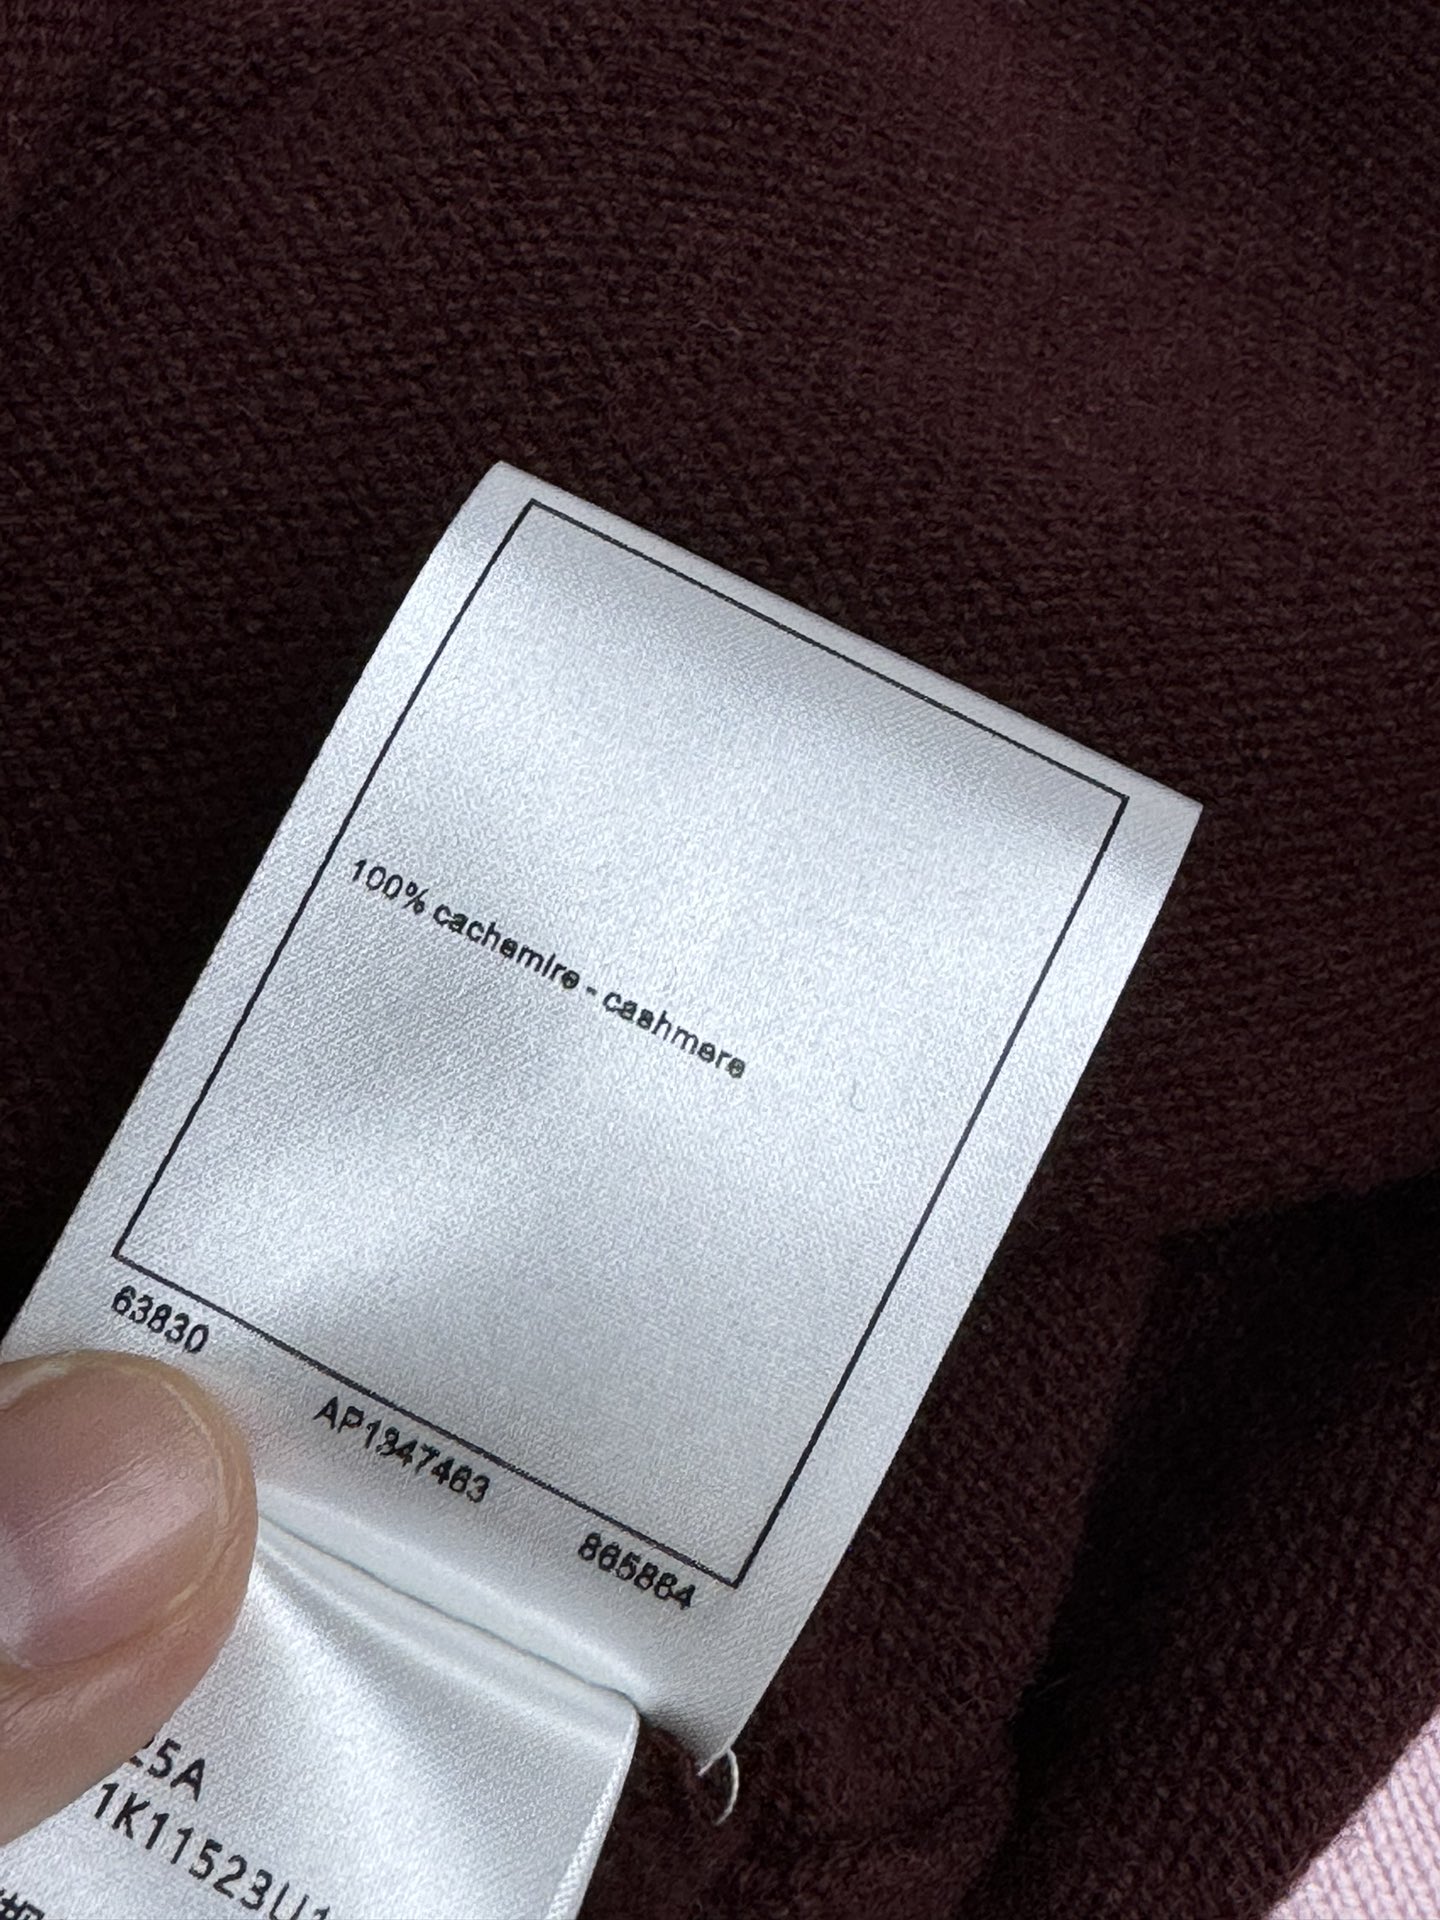 100% cachemire - cashmere
63830
AP1347463
865864
25A
1K11523U1